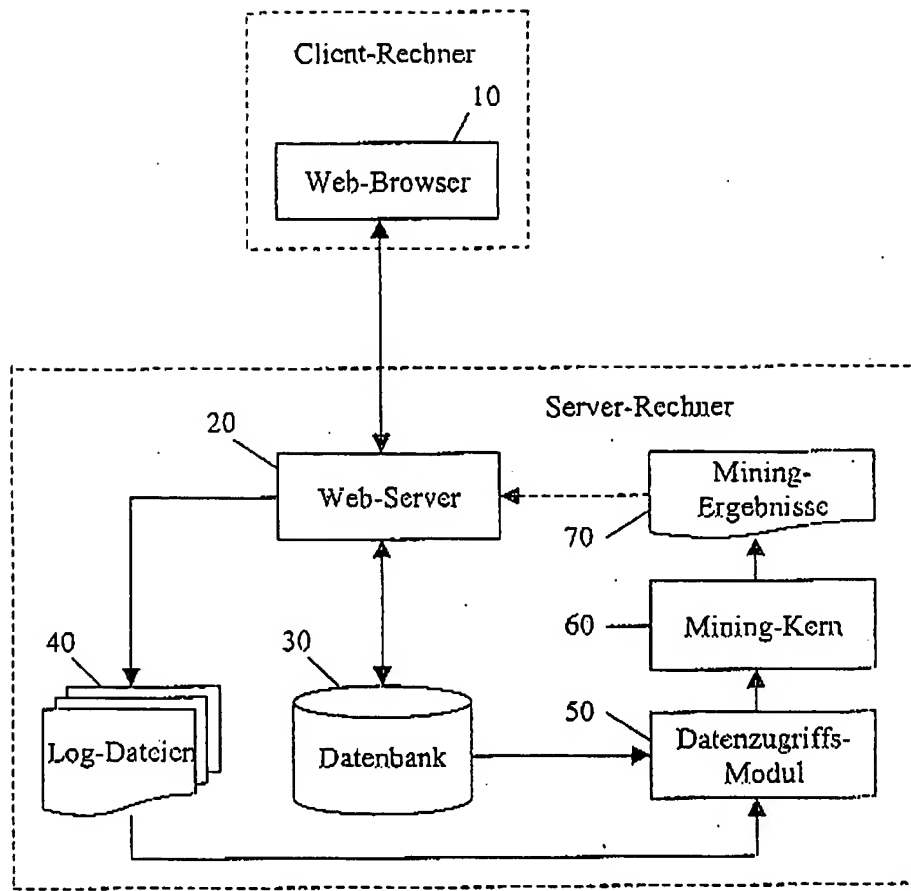 Client-Rechner
10
Web-Browser
Server-Rechner
20
Web-Server
Mining-
Ergebnisse
70
60
Mining-Kern
40
30
50
Log-Dateien
Datenbank
Datenzugriffs-
Modul